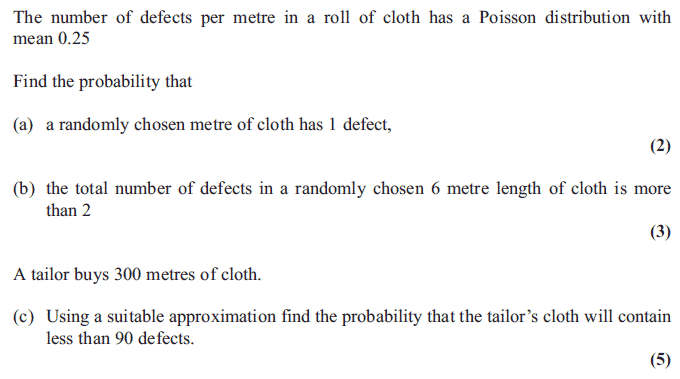 The number of defects per metre in a roll of cloth has a Poisson distribution with
mean 0.25
Find the probability that
(a) a randomly chosen metre of cloth has 1 defect,
(2)
(b) the total number of defects in a randomly chosen 6 metre length of cloth is more
than 2
(3)
A tailor buys 300 metres of cloth.
(c) Using a suitable approximation find the probability that the tailor’s cloth will contain
less than 90 defects.
(5)